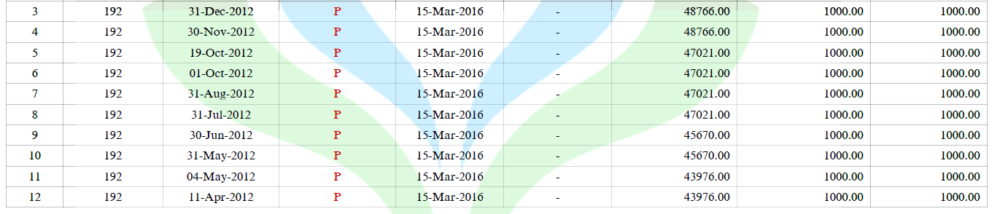 3 192 31-Dec-2012 P 15-Mar-2016 - 48766.00 1000.00 1000.00
4 192 30-Nov-2012 P 15-Mar-2016 - 48766.00 1000.00 1000.00
5 192 19-Oct-2012 P 15-Mar-2016 - 47021.00 1000.00 1000.00
6 192 01-Oct-2012 P 15-Mar-2016 - 47021.00 1000.00 1000.00
7 192 31-Aug-2012 P 15-Mar-2016 - 47021.00 1000.00 1000.00
8 192 31-Jul-2012 P 15-Mar-2016 - 47021.00 1000.00 1000.00
9 192 30-Jun-2012 P 15-Mar-2016 - 45670.00 1000.00 1000.00
10 192 31-May-2012 P 15-Mar-2016 - 45670.00 1000.00 1000.00
11 192 04-May-2012 P 15-Mar-2016 - 43976.00 1000.00 1000.00
12 192 11-Apr-2012 P 15-Mar-2016 - 43976.00 1000.00 1000.00